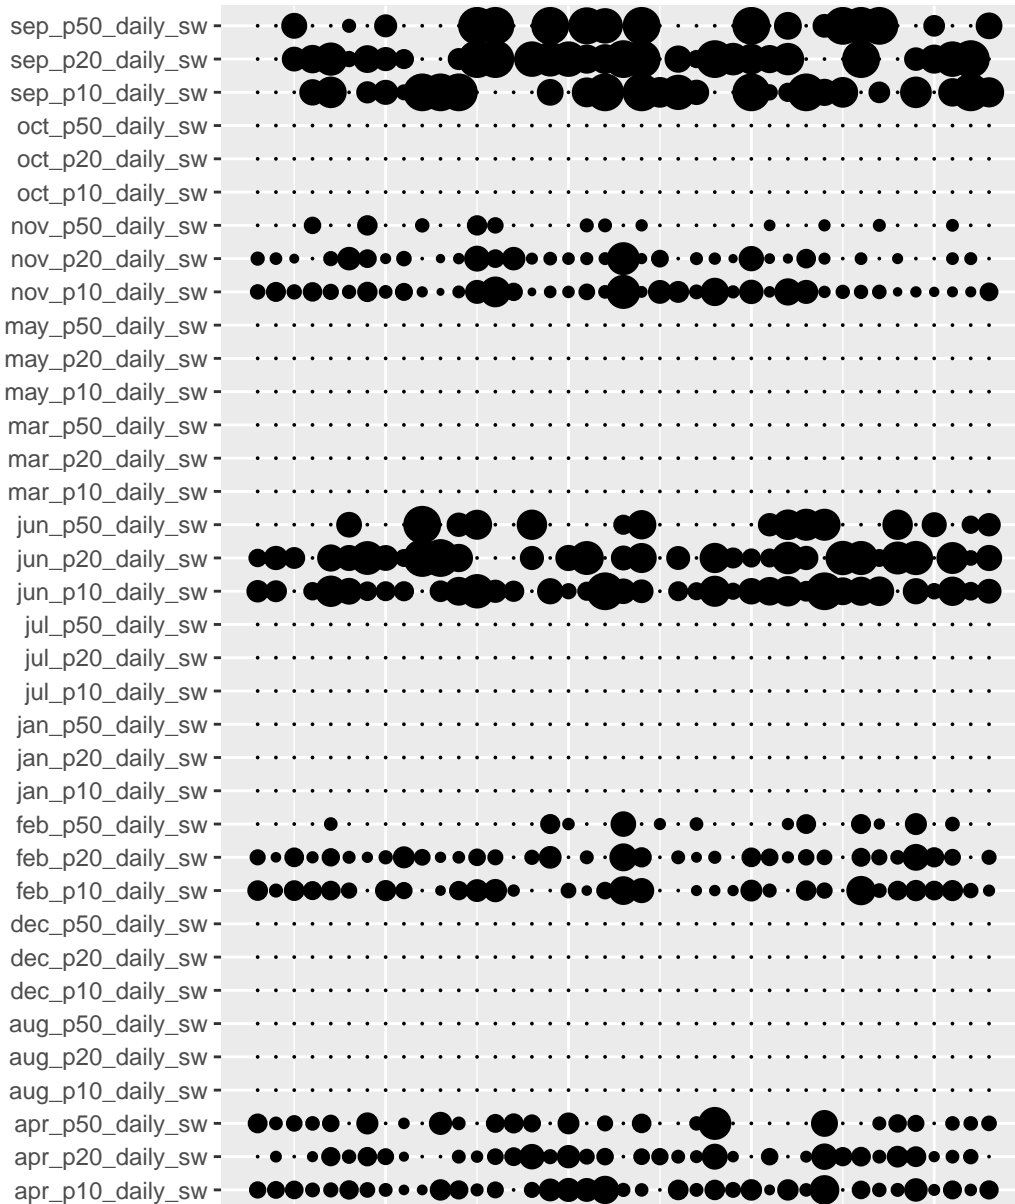 sep_p50_daily_sw
sep_p20_daily_sw
sep_p10_daily_sw
oct_p50_daily_sw
oct_p20_daily_sw
oct_p10_daily_sw
nov_p50_daily_sw
nov_p20_daily_sw
nov_p10_daily_sw
may_p50_daily_sw
may_p20_daily_sw
may_p10_daily_sw
mar_p50_daily_sw
mar_p20_daily_sw
mar_p10_daily_sw
jun_p50_daily_sw
jun_p20_daily_sw
jun_p10_daily_sw
jul_p50_daily_sw
jul_p20_daily_sw
jul_p10_daily_sw
jan_p50_daily_sw
jan_p20_daily_sw
jan_p10_daily_sw
feb_p50_daily_sw
feb_p20_daily_sw
feb_p10_daily_sw
dec_p50_daily_sw
dec_p20_daily_sw
dec_p10_daily_sw
aug_p50_daily_sw
aug_p20_daily_sw
aug_p10_daily_sw
apr_p50_daily_sw
apr_p20_daily_sw
apr_p10_daily_sw